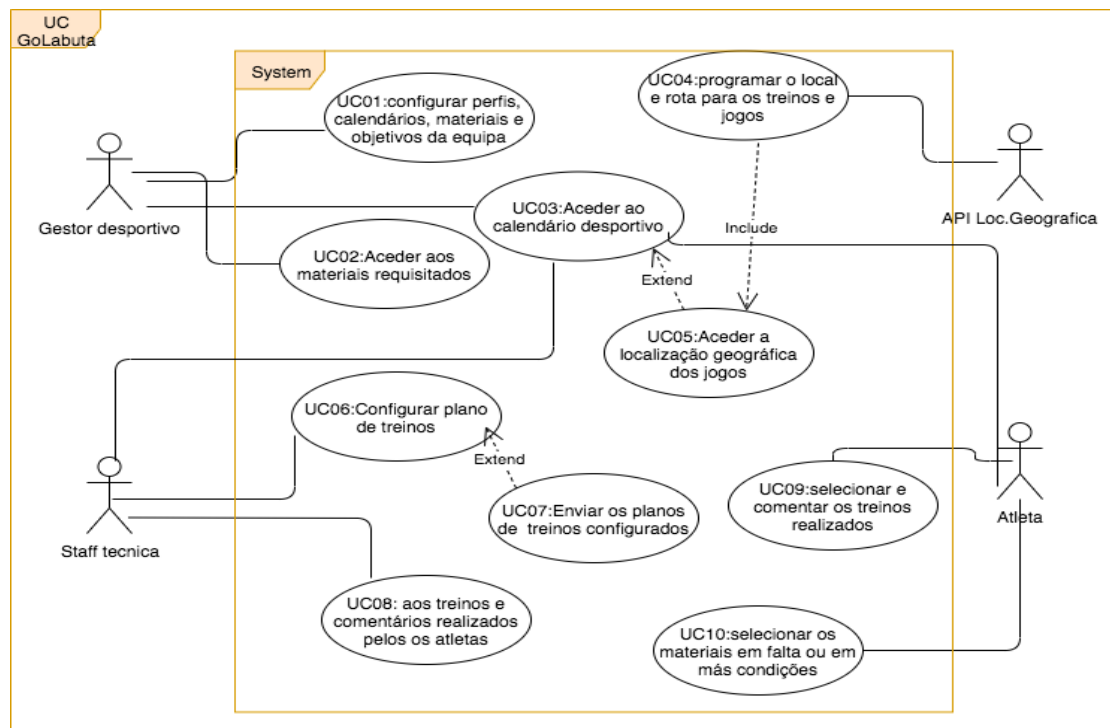 UC
GoLabuta
System
UC01:configurar perfis,
calendários, materiais e
objetivos da equipa
UC04:programar o local
e rota para os treinos e
jogos
Gestor desportivo
API Loc.Geografica
UC03:Aceder ao
calendário desportivo
Include
UC02:Aceder aos
materiais requisitados
Extend
UC05:Aceder a
localização geográfica
dos jogos
UC06:Configurar plano
de treinos
Extend
UC07:Enviar os planos
de treinos configurados
UC09:selecionar e
comentar os treinos
realizados
Atleta
Staff tecnica
UC08: aos treinos e
comentários realizados
pelos os atletas
UC10:selecionar os
materiais em falta ou em
más condições